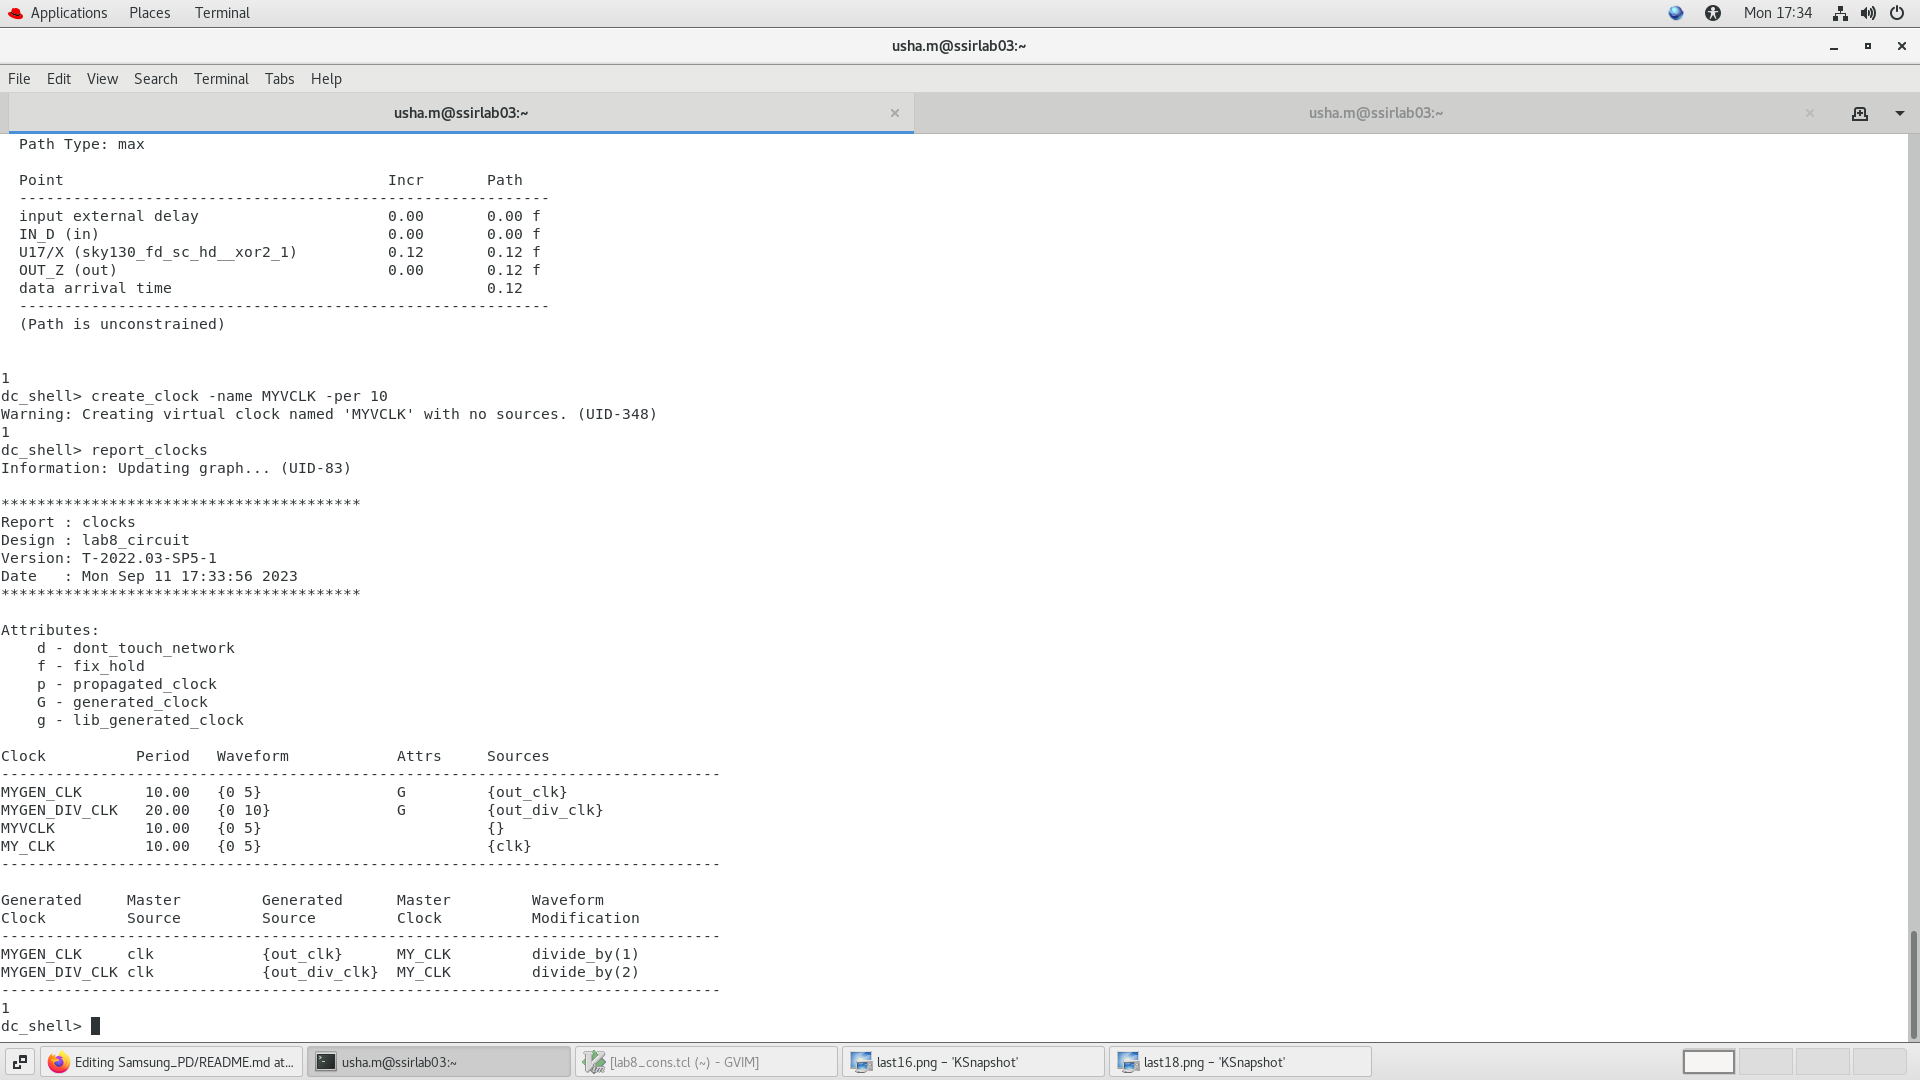 Applications Places Terminal Mon 17:34
usha.m@ssirlab03:~
File Edit View Search Terminal Tabs Help
usha.m@ssirlab03:~ × usha.m@ssirlab03:~ ×
  Path Type: max

  Point                                    Incr       Path
  -----------------------------------------------------------
  input external delay                     0.00       0.00 f
  IN_D (in)                                0.00       0.00 f
  U17/X (sky130_fd_sc_hd__xor2_1)          0.12       0.12 f
  OUT_Z (out)                              0.00       0.12 f
  data arrival time                                   0.12
  -----------------------------------------------------------
  (Path is unconstrained)


1
dc_shell> create_clock -name MYVCLK -per 10
Warning: Creating virtual clock named 'MYVCLK' with no sources. (UID-348)
1
dc_shell> report_clocks
Information: Updating graph... (UID-83)

****************************************
Report : clocks
Design : lab8_circuit
Version: T-2022.03-SP5-1
Date   : Mon Sep 11 17:33:56 2023
****************************************

Attributes:
    d - dont_touch_network
    f - fix_hold
    p - propagated_clock
    G - generated_clock
    g - lib_generated_clock

Clock          Period   Waveform            Attrs     Sources
--------------------------------------------------------------------------------
MYGEN_CLK       10.00   {0 5}               G         {out_clk}
MYGEN_DIV_CLK   20.00   {0 10}              G         {out_div_clk}
MYVCLK          10.00   {0 5}                         {}
MY_CLK          10.00   {0 5}                         {clk}
--------------------------------------------------------------------------------

Generated     Master         Generated      Master         Waveform
Clock         Source         Source         Clock          Modification
--------------------------------------------------------------------------------
MYGEN_CLK     clk            {out_clk}      MY_CLK         divide_by(1)
MYGEN_DIV_CLK clk            {out_div_clk}  MY_CLK         divide_by(2)
--------------------------------------------------------------------------------
1
dc_shell>
Editing Samsung_PD/README.md at... usha.m@ssirlab03:~ [lab8_cons.tcl (~) - GVIM] last16.png – 'KSnapshot' last18.png – 'KSnapshot'